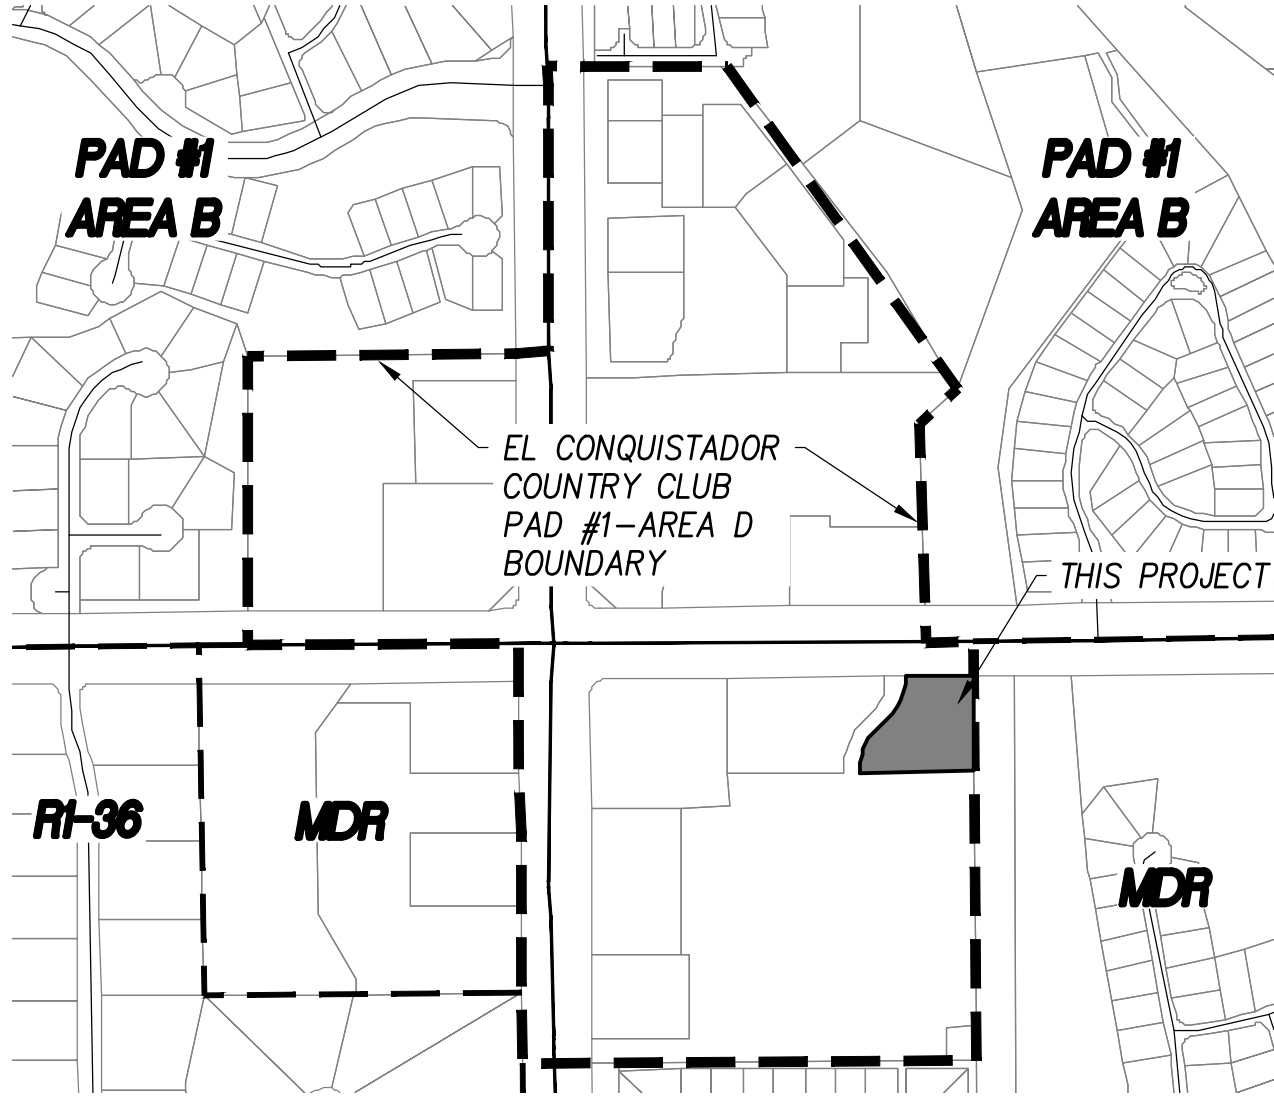 PAD #1
AREA B
PAD #1
AREA B
EL CONQUISTADOR
COUNTRY CLUB
PAD #1-AREA D
BOUNDARY
THIS PROJECT
R1-36
MDR
MDR